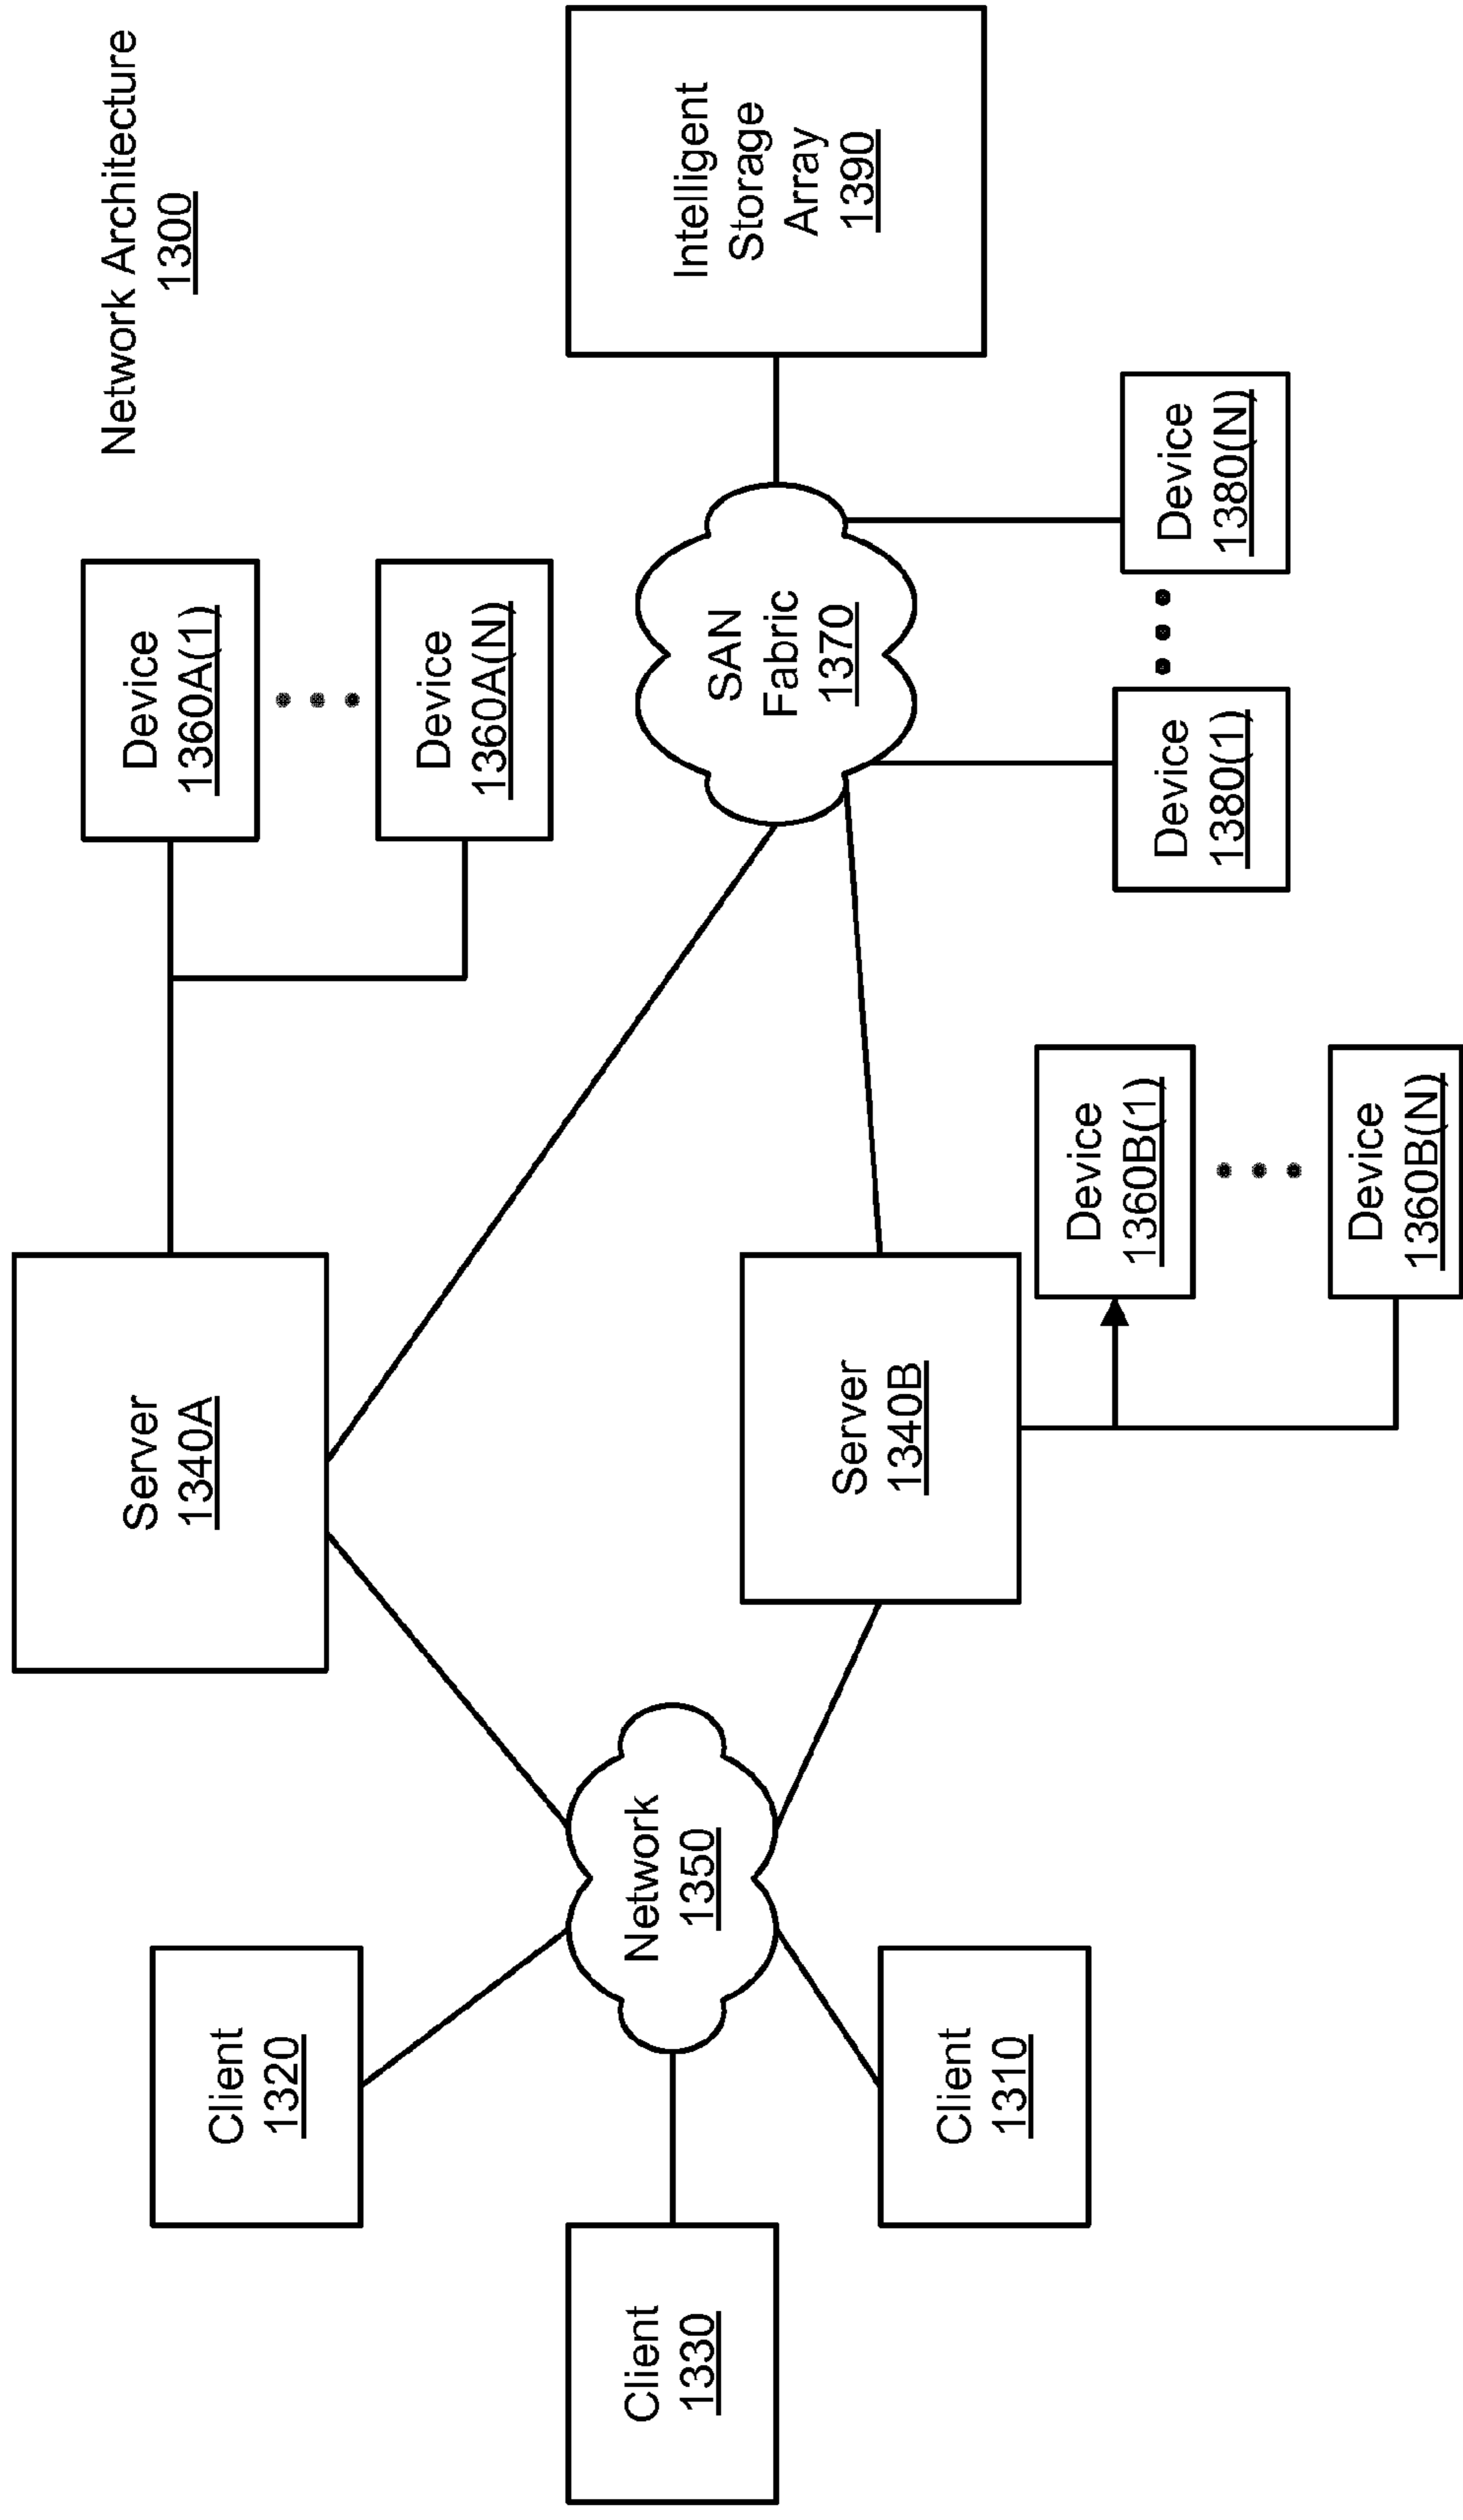 Network Architecture
1300
Server
1340A
Device
1360A(1)
Device
1360A(N)
Client
1320
Intelligent
Storage
Array
1390
SAN
Fabric
1370
Network
1350
Client
1330
Server
1340B
Client
1310
Device
1360B(1)
Device
1360B(N)
Device
1380(1)
Device
1380(N)